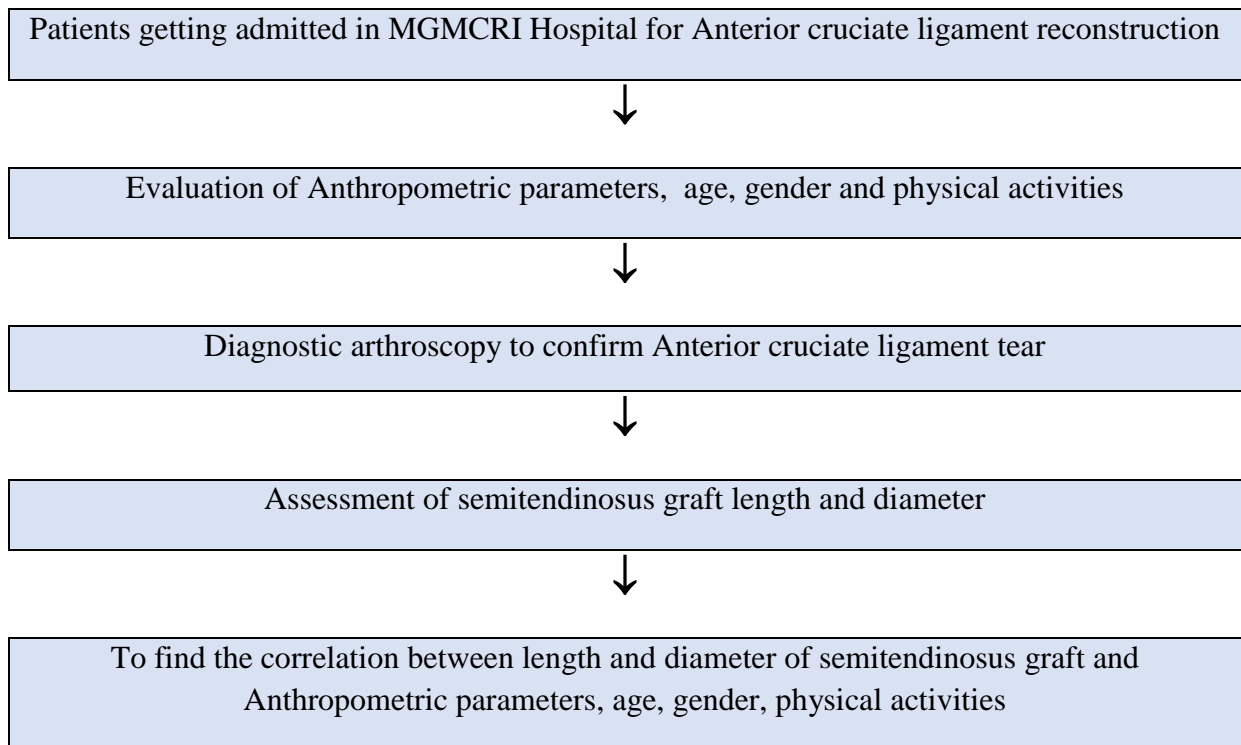 Patients getting admitted in MGMCRI Hospital for Anterior cruciate ligament reconstruction
↓
Evaluation of Anthropometric parameters, age, gender and physical activities
↓
Diagnostic arthroscopy to confirm Anterior cruciate ligament tear
↓
Assessment of semitendinosus graft length and diameter
↓
To find the correlation between length and diameter of semitendinosus graft and
Anthropometric parameters, age, gender, physical activities